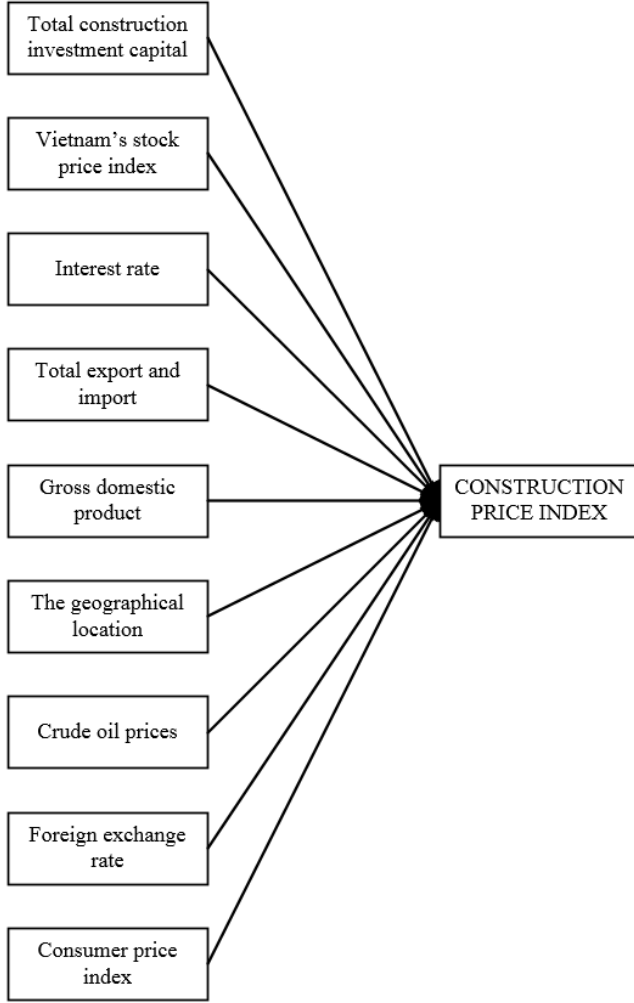 Total construction
investment capital
Vietnam's stock
price index
Interest rate
Total export and
import
Gross domestic
product
CONSTRUCTION
PRICE INDEX
The geographical
location
Crude oil prices
Foreign exchange
rate
Consumer price
index